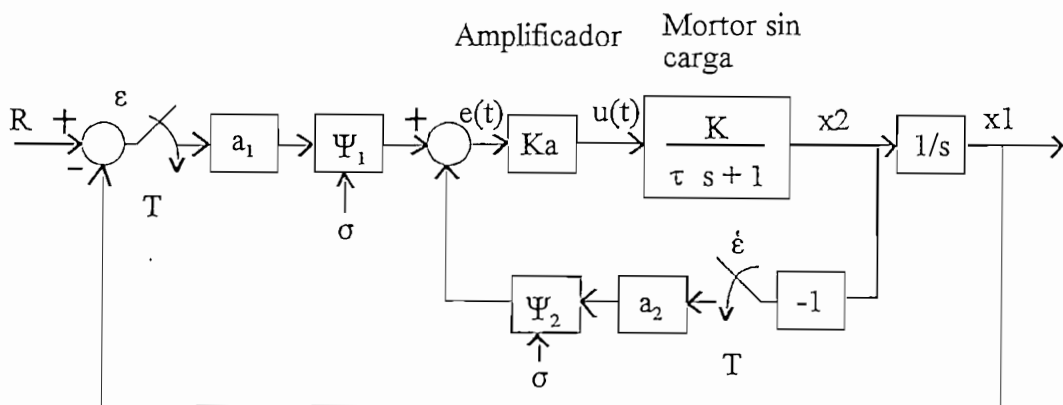 Amplificador
Mortor sin
carga
R
+
-
ε
T
a₁
Ψ₁
σ
+
e(t)
Ka
u(t)
K
τ s + 1
x2
1/s
x1
ε̇
-1
T
a₂
Ψ₂
σ